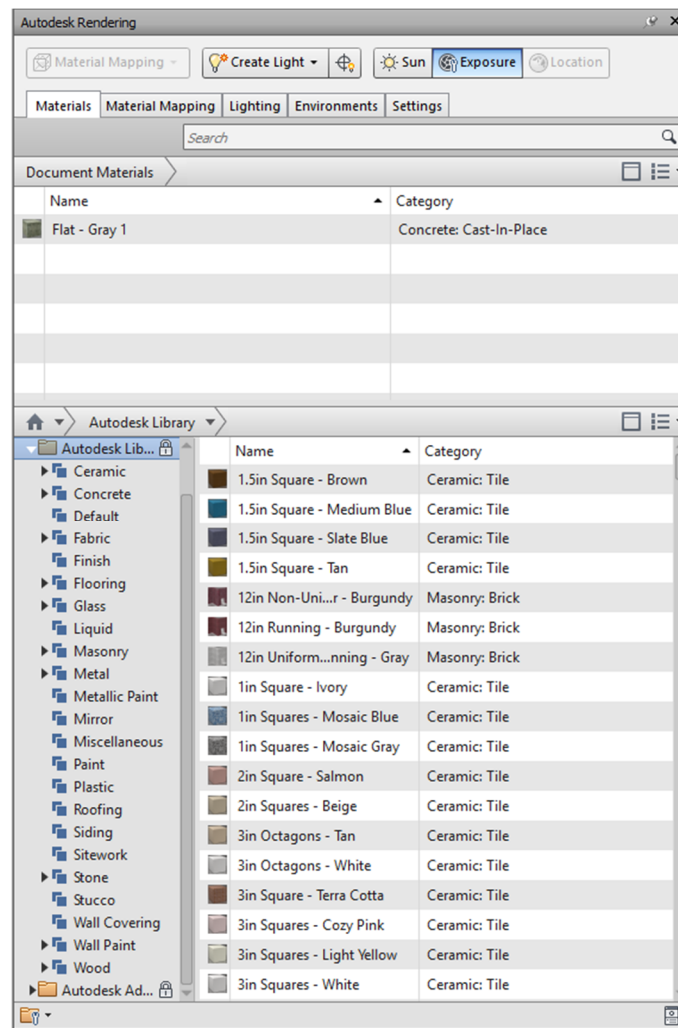 Autodesk Rendering
Material Mapping Create Light Sun Exposure Location
Materials Material Mapping Lighting Environments Settings
Search
Document Materials
Name Category
Flat - Gray 1 Concrete: Cast-In-Place
Autodesk Library
Autodesk Lib...
Ceramic
Concrete
Default
Fabric
Finish
Flooring
Glass
Liquid
Masonry
Metal
Metallic Paint
Mirror
Miscellaneous
Paint
Plastic
Roofing
Siding
Sitework
Stone
Stucco
Wall Covering
Wall Paint
Wood
Autodesk Ad...
Name Category
1.5in Square - Brown Ceramic: Tile
1.5in Square - Medium Blue Ceramic: Tile
1.5in Square - Slate Blue Ceramic: Tile
1.5in Square - Tan Ceramic: Tile
12in Non-Uni...r - Burgundy Masonry: Brick
12in Running - Burgundy Masonry: Brick
12in Uniform...nning - Gray Masonry: Brick
1in Square - Ivory Ceramic: Tile
1in Squares - Mosaic Blue Ceramic: Tile
1in Squares - Mosaic Gray Ceramic: Tile
2in Square - Salmon Ceramic: Tile
2in Squares - Beige Ceramic: Tile
3in Octagons - Tan Ceramic: Tile
3in Octagons - White Ceramic: Tile
3in Square - Terra Cotta Ceramic: Tile
3in Squares - Cozy Pink Ceramic: Tile
3in Squares - Light Yellow Ceramic: Tile
3in Squares - White Ceramic: Tile